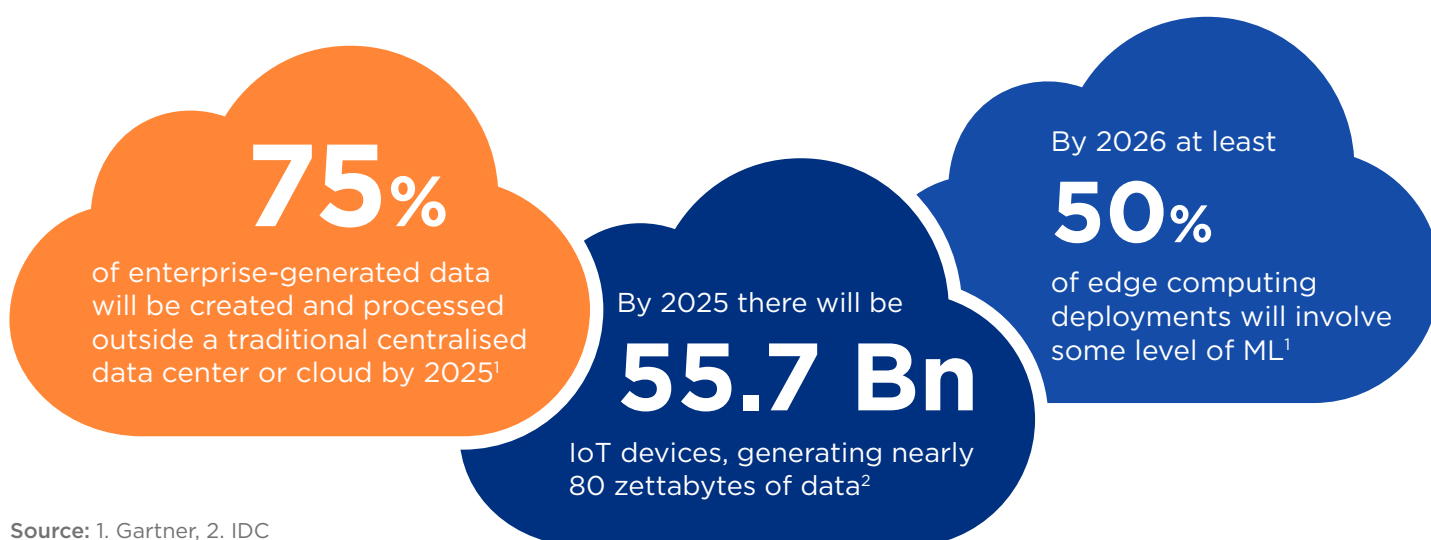 75%
of enterprise-generated data
will be created and processed
outside a traditional centralised
data center or cloud by 2025¹
By 2025 there will be
55.7 Bn
IoT devices, generating nearly
80 zettabytes of data²
By 2026 at least
50%
of edge computing
deployments will involve
some level of ML¹
Source: 1. Gartner, 2. IDC